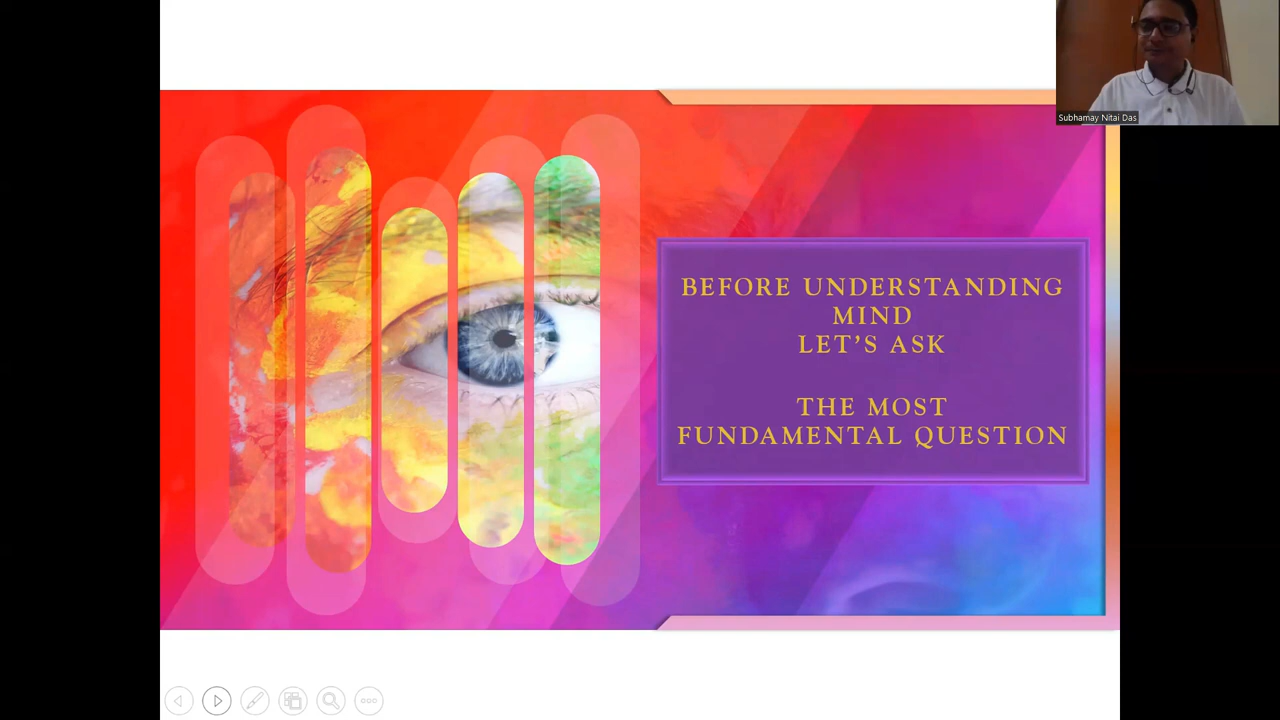 Subhamay Nitai Das
BEFORE UNDERSTANDING
MIND
LET’S ASK
THE MOST
FUNDAMENTAL QUESTION